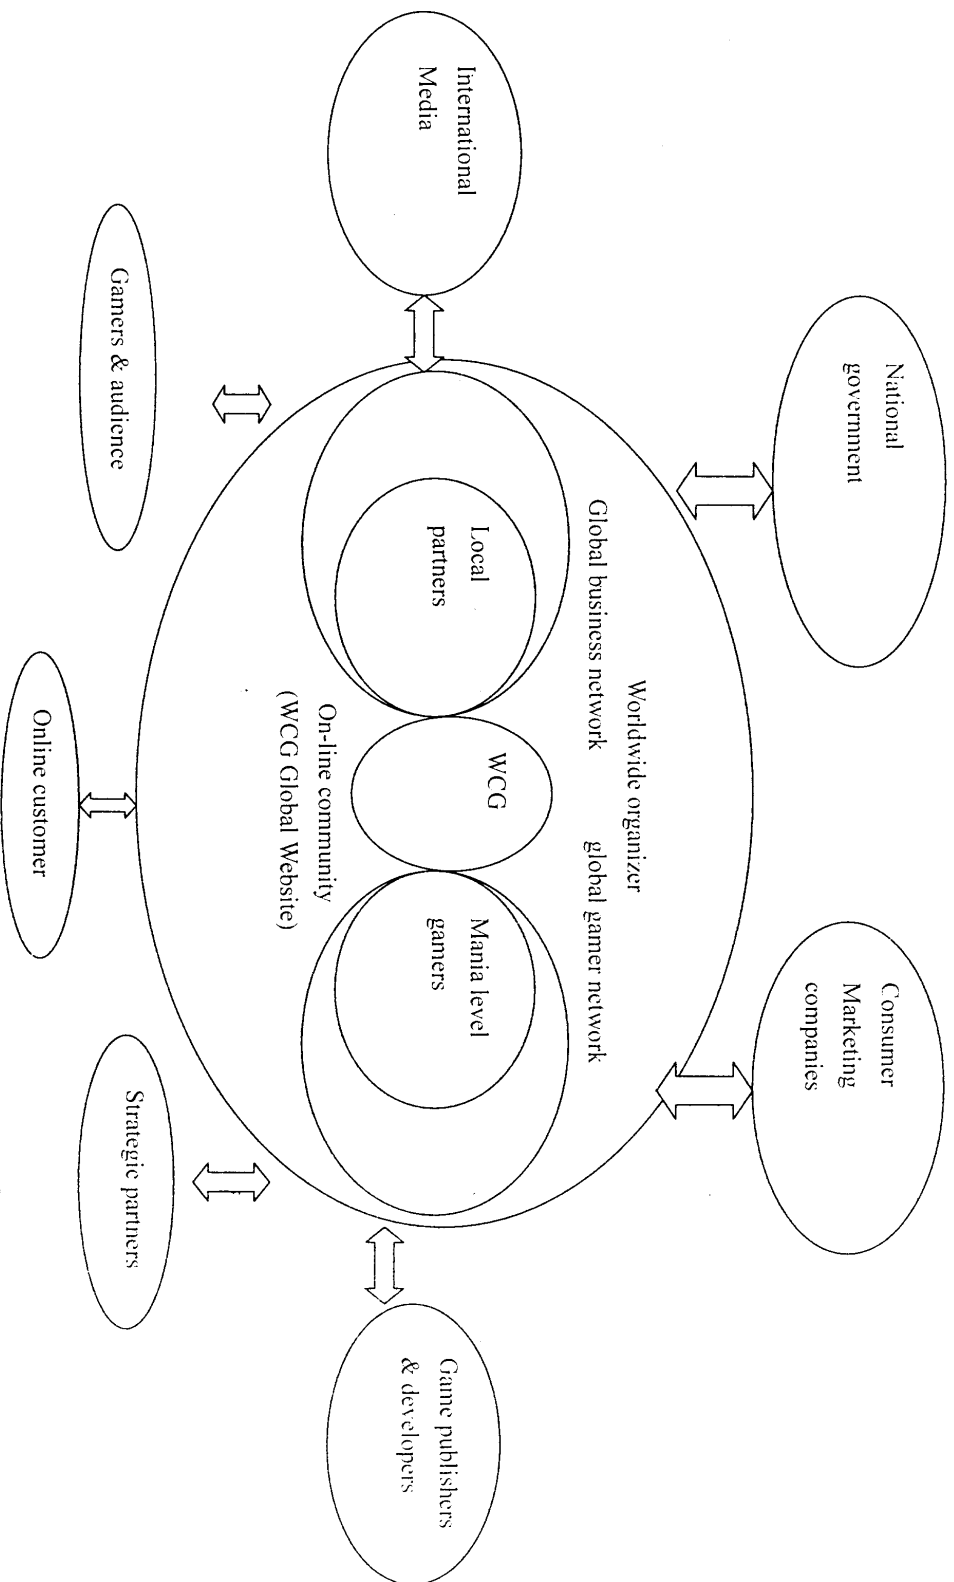 National
government
Consumer
Marketing
companies
International
Media
Worldwide organizer
Global business network
global gamer network
Local
partners
WCG
Mania level
gamers
On-line community
(WCG Global Website)
Game publishers
& developers
Gamers & audience
Online customer
Strategic partners